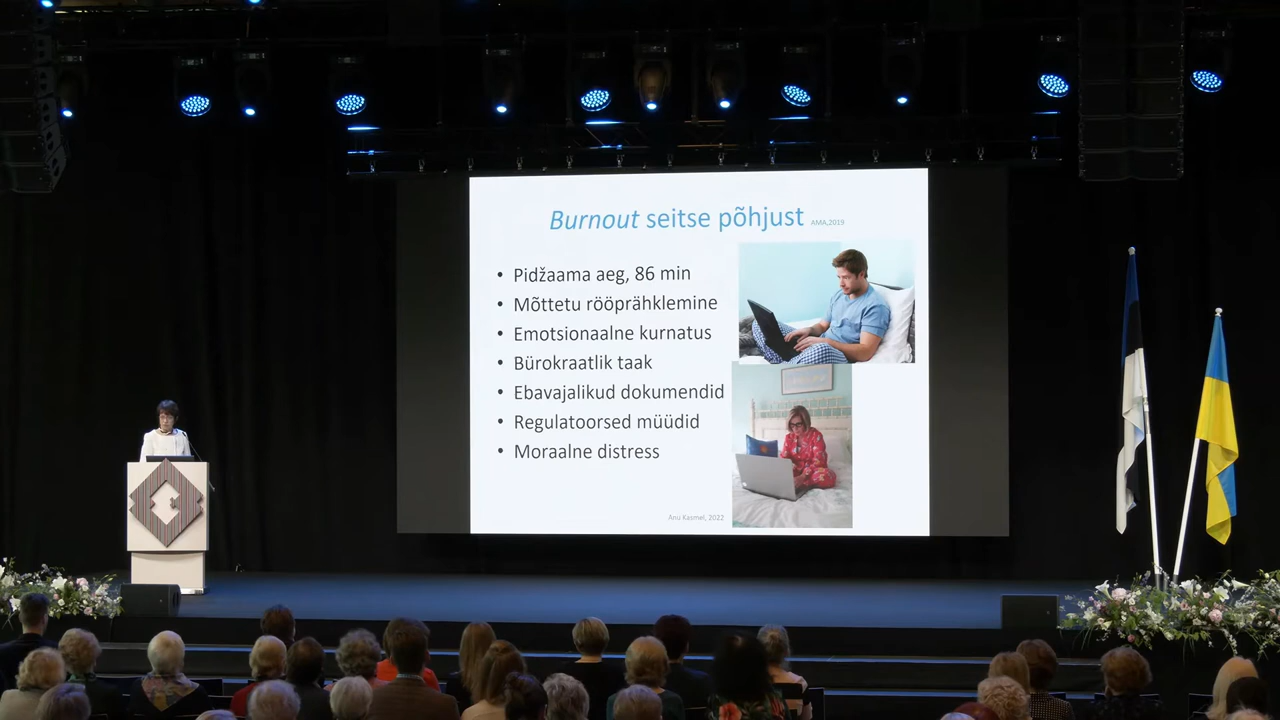 Burnout seitse põhjust AMA,2019
• Pidžaama aeg, 86 min
• Mõttetu rööprähklemine
• Emotsionaalne kurnatus
• Bürokraatlik taak
• Ebavajalikud dokumendid
• Regulatoorsed müüdid
• Moraalne distress
Anu Kasmel, 2022